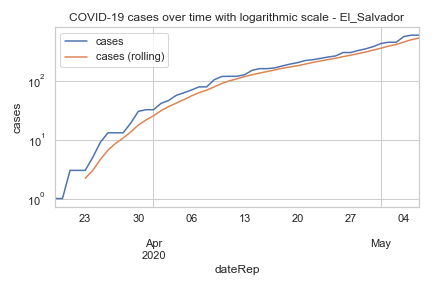 COVID-19 cases over time with logarithmic scale - El_Salvador
cases
cases (rolling)
10²
10¹
10⁰
cases
23
30
06
13
20
27
04
Apr
2020
May
dateRep